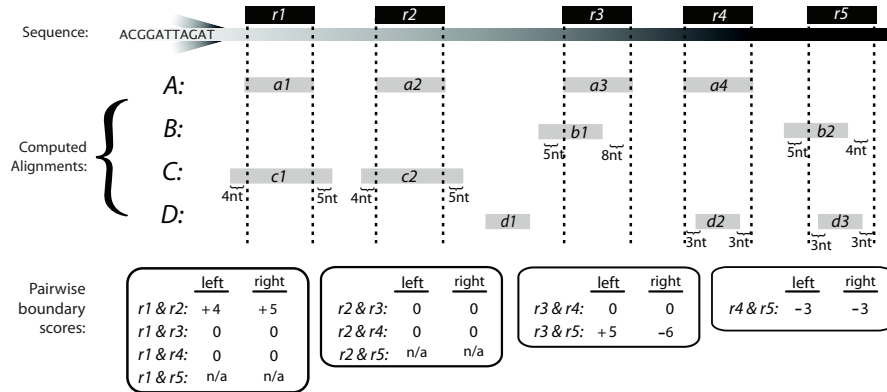 r1 r2 r3 r4 r5
Sequence: ACGGATTAGAT
A: a1 a2 a3 a4
B: b1 b2
5nt 8nt 5nt 4nt
Computed
Alignments:
C: c1 c2
4nt 5nt 4nt 5nt
D: d1 d2 d3
3nt 3nt 3nt 3nt
Pairwise
boundary
scores:
left right
r1 & r2: +4 +5
r1 & r3: 0 0
r1 & r4: 0 0
r1 & r5: n/a n/a
left right
r2 & r3: 0 0
r2 & r4: 0 0
r2 & r5: n/a n/a
left right
r3 & r4: 0 0
r3 & r5: +5 –6
left right
r4 & r5: –3 –3